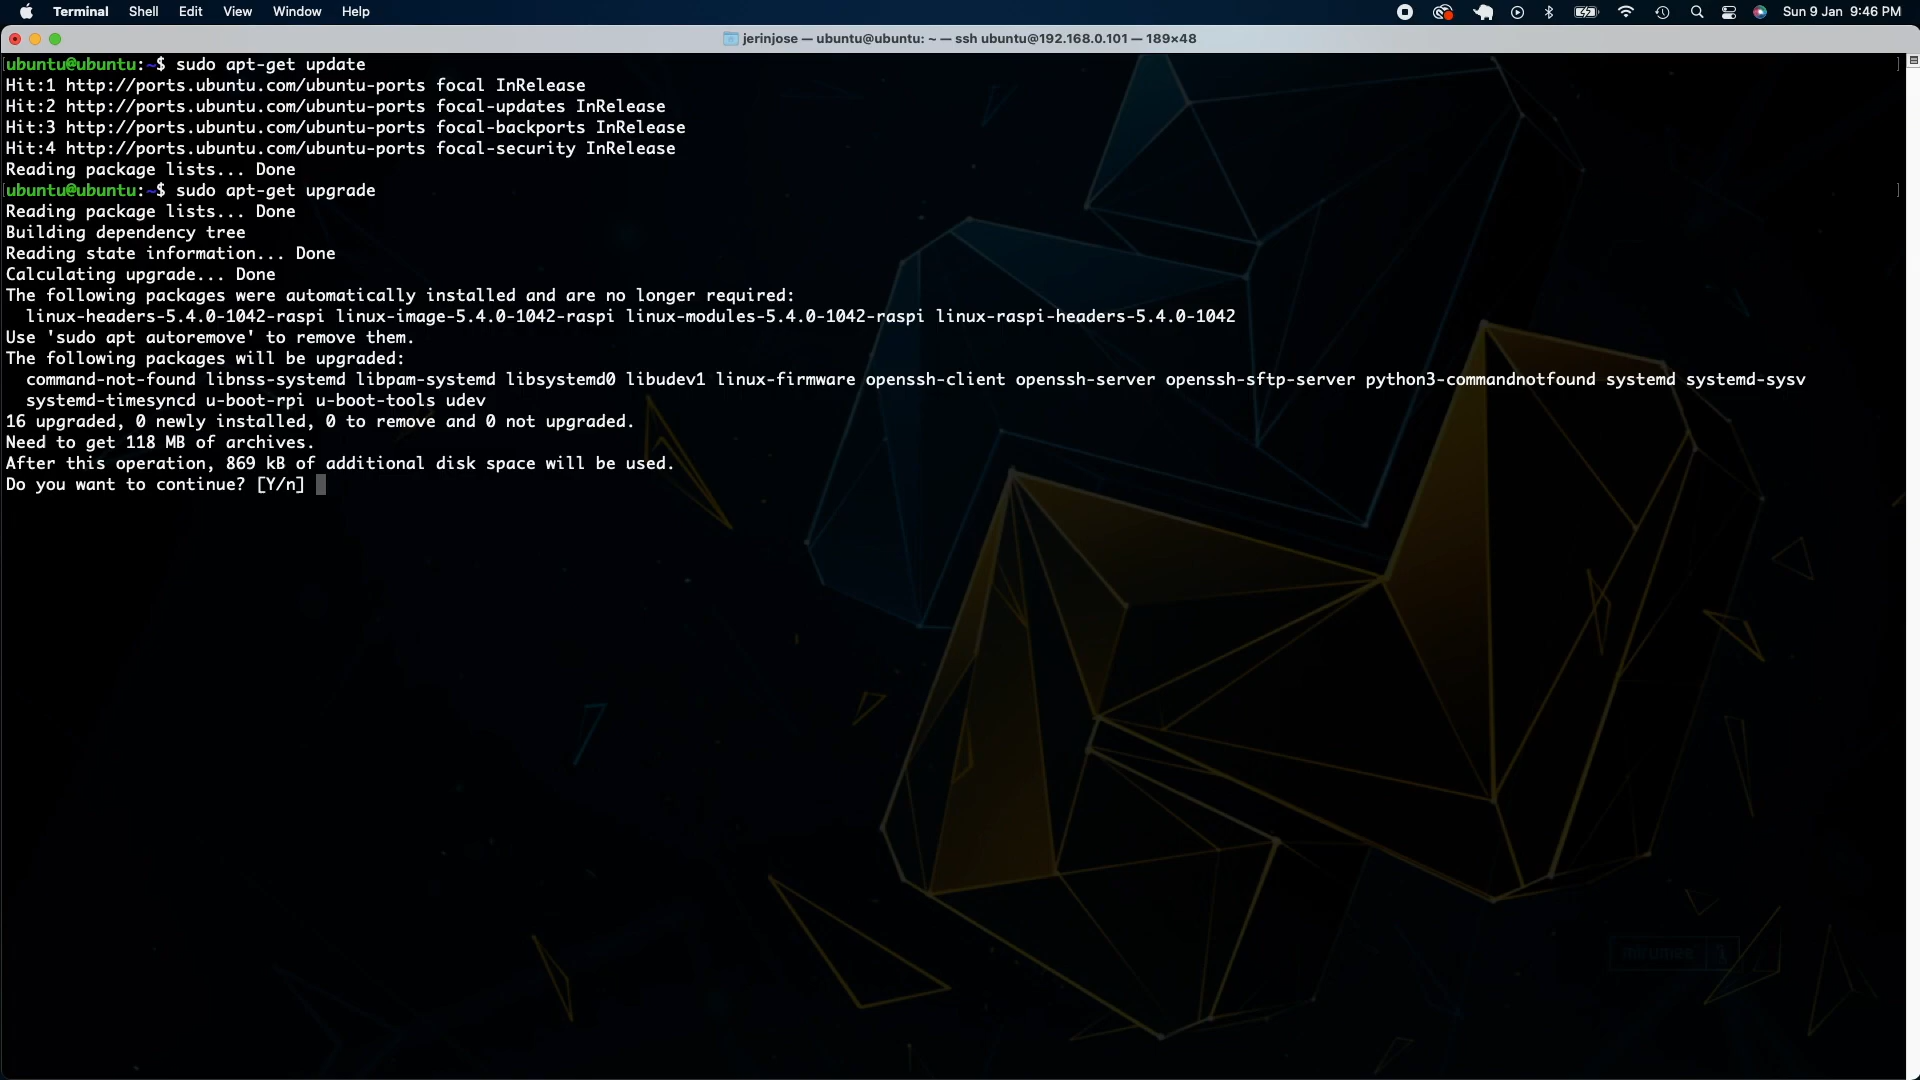 Terminal Shell Edit View Window Help Sun 9 Jan 9:46 PM
jerinjose — ubuntu@ubuntu: ~ — ssh ubuntu@192.168.0.101 — 189×48
ubuntu@ubuntu:~$ sudo apt-get update
Hit:1 http://ports.ubuntu.com/ubuntu-ports focal InRelease
Hit:2 http://ports.ubuntu.com/ubuntu-ports focal-updates InRelease
Hit:3 http://ports.ubuntu.com/ubuntu-ports focal-backports InRelease
Hit:4 http://ports.ubuntu.com/ubuntu-ports focal-security InRelease
Reading package lists... Done
ubuntu@ubuntu:~$ sudo apt-get upgrade
Reading package lists... Done
Building dependency tree
Reading state information... Done
Calculating upgrade... Done
The following packages were automatically installed and are no longer required:
linux-headers-5.4.0-1042-raspi linux-image-5.4.0-1042-raspi linux-modules-5.4.0-1042-raspi linux-raspi-headers-5.4.0-1042
Use 'sudo apt autoremove' to remove them.
The following packages will be upgraded:
command-not-found libnss-systemd libpam-systemd libsystemd0 libudev1 linux-firmware openssh-client openssh-server openssh-sftp-server python3-commandnotfound systemd systemd-sysv
systemd-timesyncd u-boot-rpi u-boot-tools udev
16 upgraded, 0 newly installed, 0 to remove and 0 not upgraded.
Need to get 118 MB of archives.
After this operation, 869 kB of additional disk space will be used.
Do you want to continue? [Y/n]